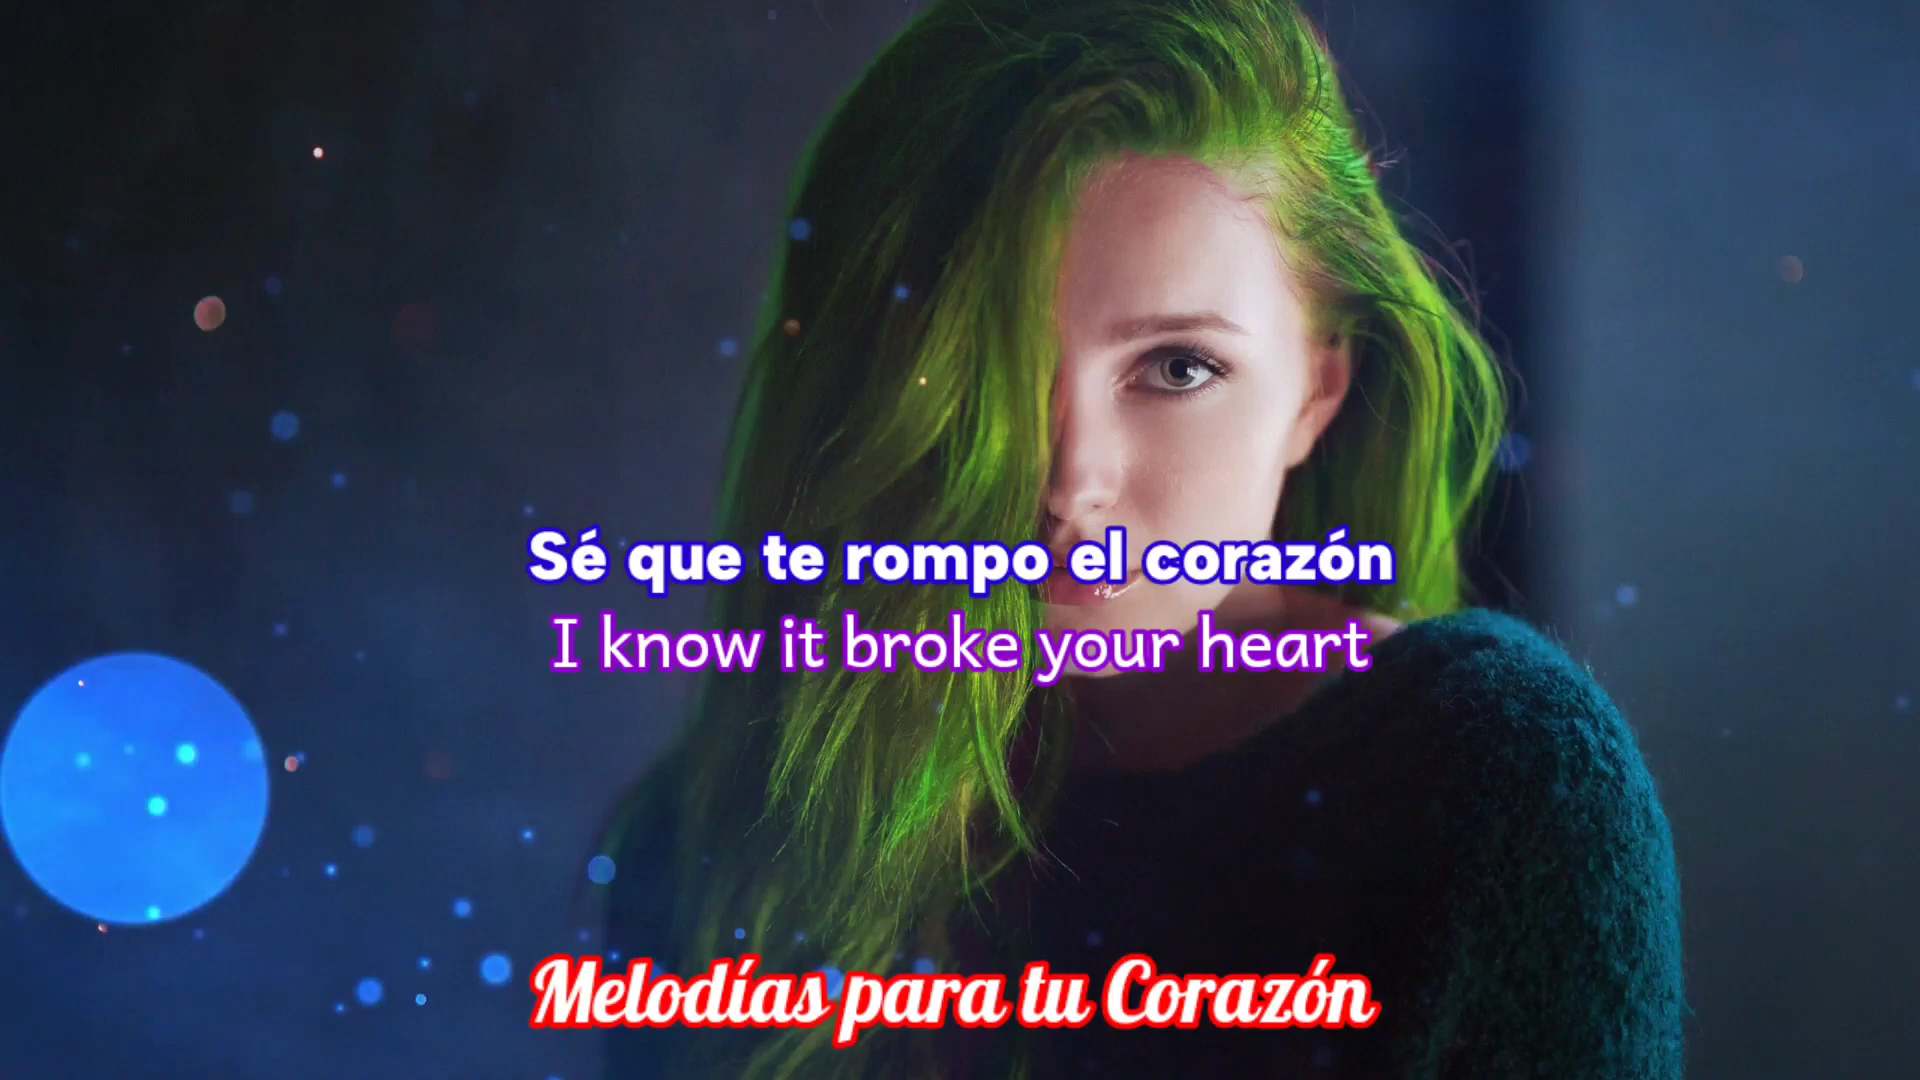 Sé que te rompo el corazón
I know it broke your heart
Melodías para tu Corazón